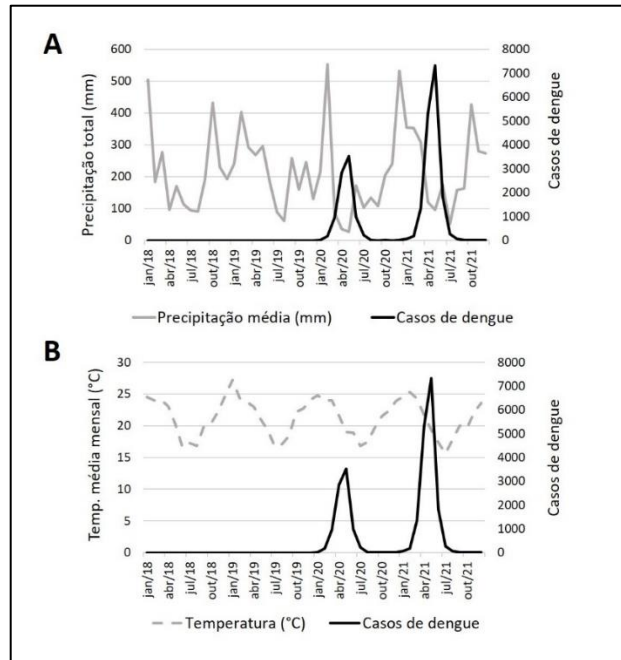 A
Precipitação total (mm)
600
500
400
300
200
100
0
8000
7000
6000
5000
4000
3000
2000
1000
0
Casos de dengue
jan/18
abr/18
jul/18
out/18
jan/19
abr/19
jul/19
out/19
jan/20
abr/20
jul/20
out/20
jan/21
abr/21
jul/21
out/21
Precipitação média (mm)
Casos de dengue
B
Temp. média mensal (°C)
30
25
20
15
10
5
0
8000
7000
6000
5000
4000
3000
2000
1000
0
Casos de dengue
jan/18
abr/18
jul/18
out/18
jan/19
abr/19
jul/19
out/19
jan/20
abr/20
jul/20
out/20
jan/21
abr/21
jul/21
out/21
Temperatura (°C)
Casos de dengue